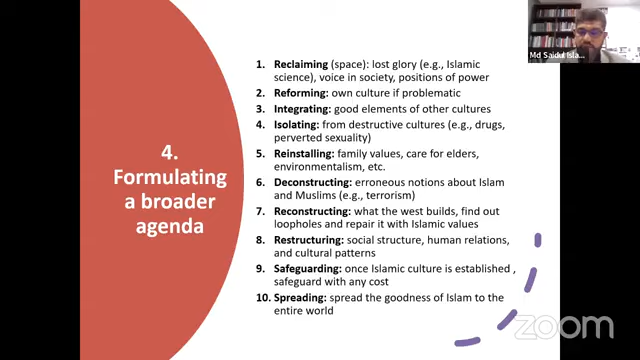 Md Saidul Isla...
1. Reclaiming (space): lost glory (e.g., Islamic
science), voice in society, positions of power
2. Reforming: own culture if problematic
3. Integrating: good elements of other cultures
4. Isolating: from destructive cultures (e.g., drugs,
perverted sexuality)
5. Reinstalling: family values, care for elders,
environmentalism, etc.
6. Deconstructing: erroneous notions about Islam
and Muslims (e.g., terrorism)
7. Reconstructing: what the west builds, find out
loopholes and repair it with Islamic values
8. Restructuring: social structure, human relations,
and cultural patterns
9. Safeguarding: once Islamic culture is established ,
safeguard with any cost
10. Spreading: spread the goodness of Islam to the
entire world
4.
Formulating
a broader
agenda
zoom